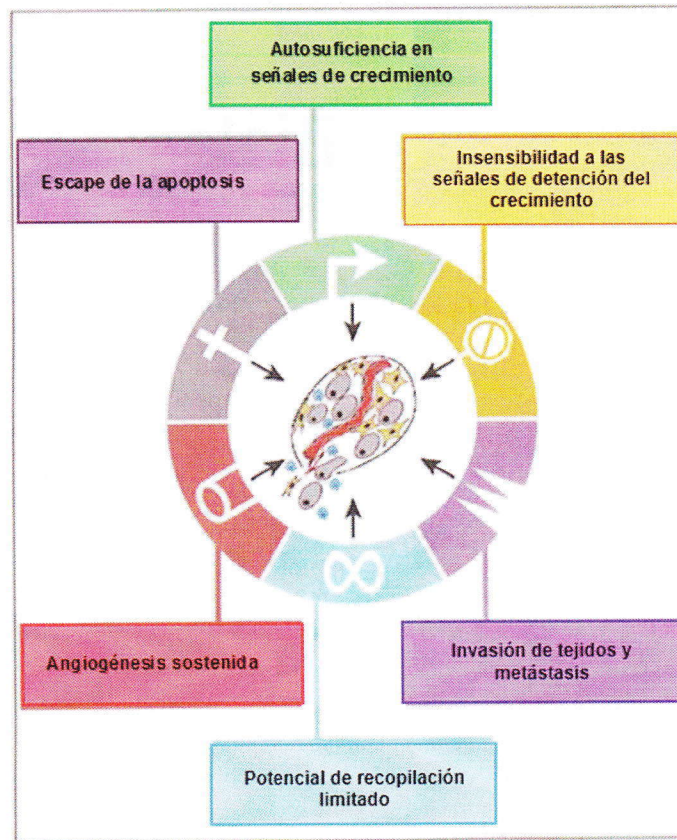 Autosuficiencia en
señales de crecimiento
Escape de la apoptosis
Insensibilidad a las
señales de detención del
crecimiento
Angiogénesis sostenida
Invasión de tejidos y
metástasis
Potencial de recopilación
limitado